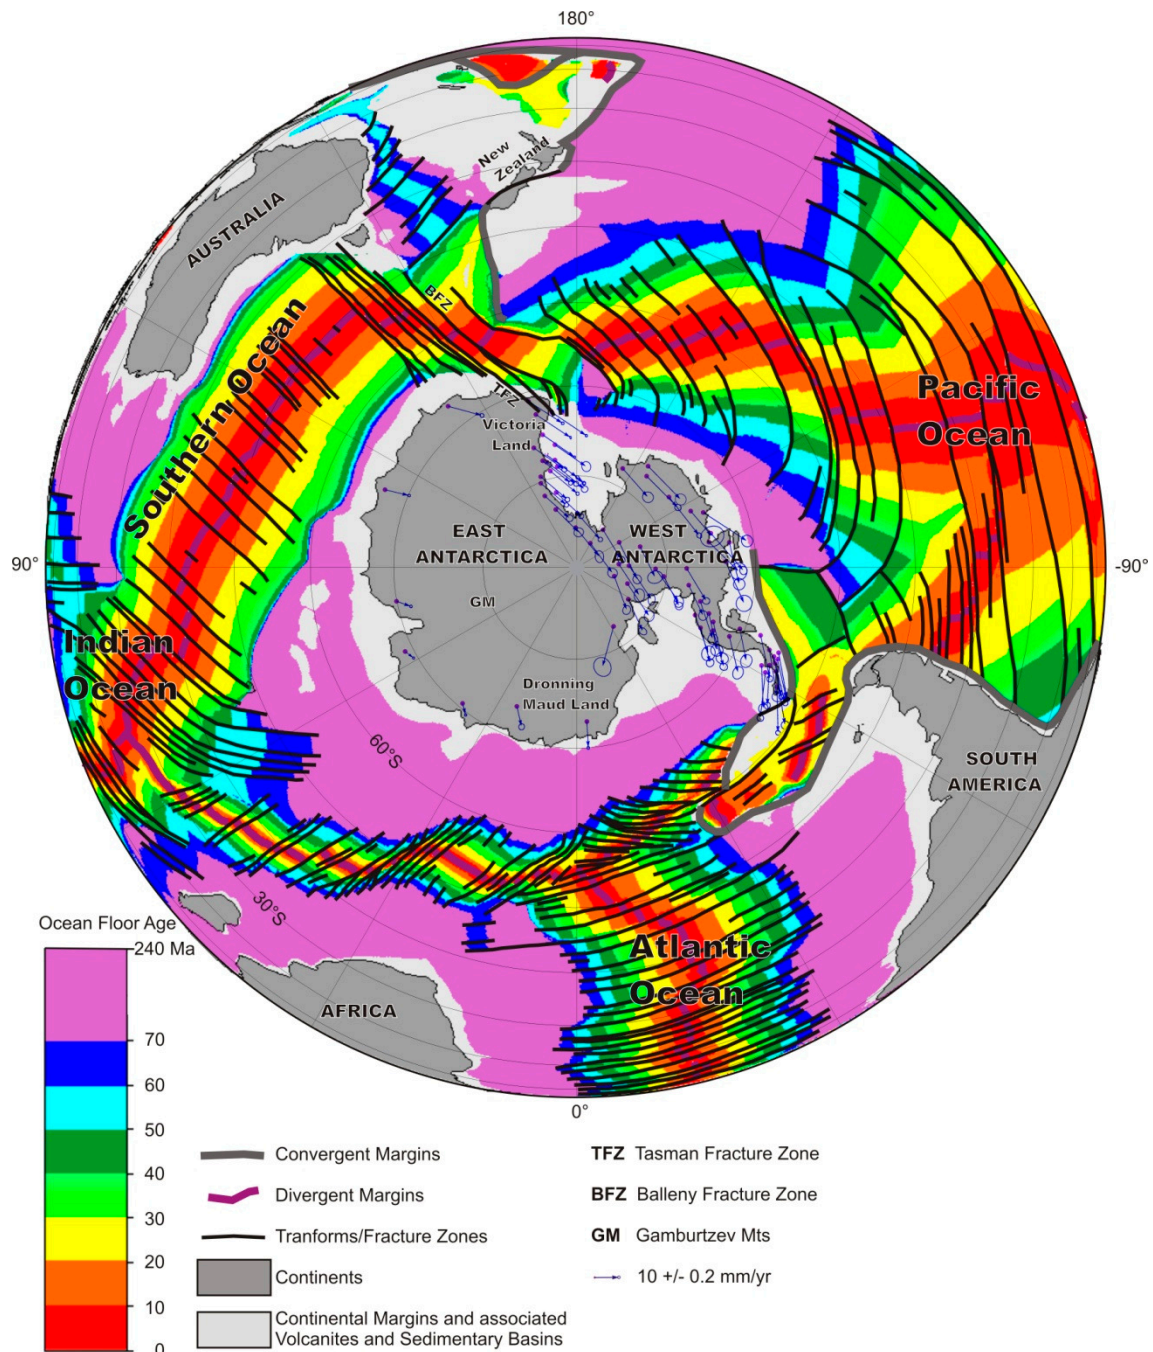 180°
New
Zealand
AUSTRALIA
BFZ
Southern Ocean
TFZ
Victoria
Land
Pacific
Ocean
EAST
ANTARCTICA
WEST
ANTARCTICA
90°
-90°
GM
Indian
Ocean
Dronning
Maud Land
60°S
SOUTH
AMERICA
30°S
Atlantic
Ocean
AFRICA
0°
Ocean Floor Age
240 Ma
70
60
50
40
30
20
10
0
Convergent Margins
Divergent Margins
Tranforms/Fracture Zones
Continents
Continental Margins and associated
Volcanites and Sedimentary Basins
TFZ Tasman Fracture Zone
BFZ Balleny Fracture Zone
GM Gamburtzev Mts
10 +/- 0.2 mm/yr